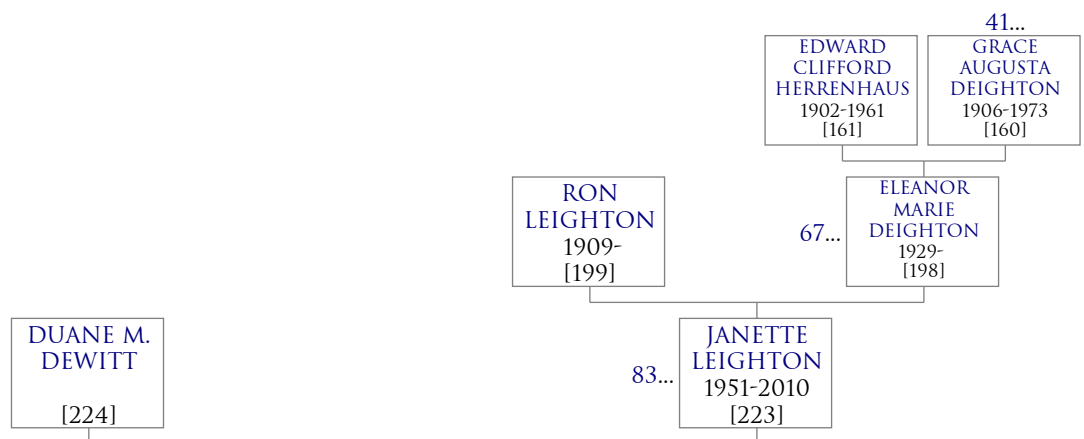 41...
EDWARD
CLIFFORD
HERRENHAUS
1902-1961
[161]
GRACE
AUGUSTA
DEIGHTON
1906-1973
[160]
RON
LEIGHTON
1909-
[199]
67...
ELEANOR
MARIE
DEIGHTON
1929-
[198]
DUANE M.
DEWITT
[224]
83...
JANETTE
LEIGHTON
1951-2010
[223]